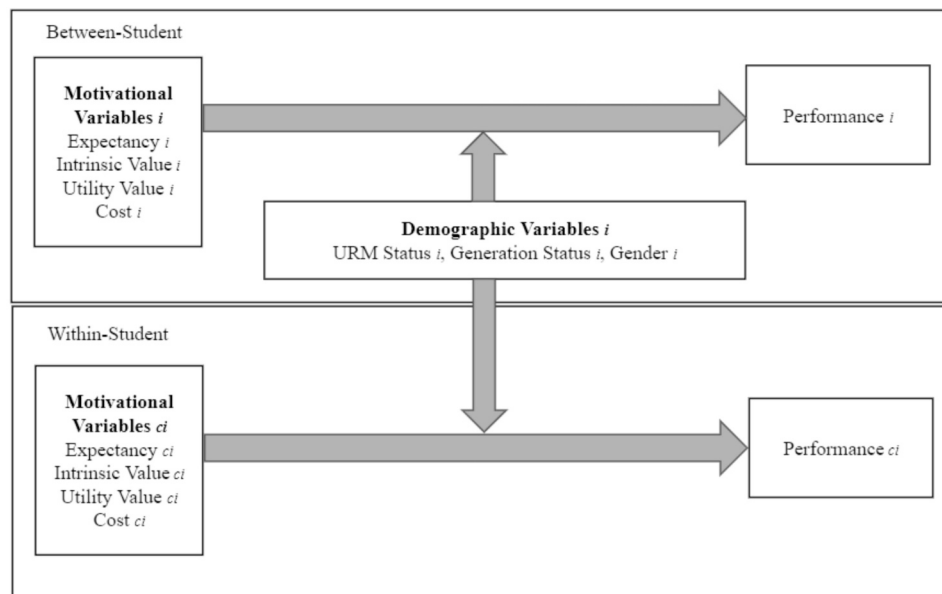 Between-Student
Motivational
Variables i
Expectancy i
Intrinsic Value i
Utility Value i
Cost i
Performance i
Demographic Variables i
URM Status i, Generation Status i, Gender i
Within-Student
Motivational
Variables ci
Expectancy ci
Intrinsic Value ci
Utility Value ci
Cost ci
Performance ci